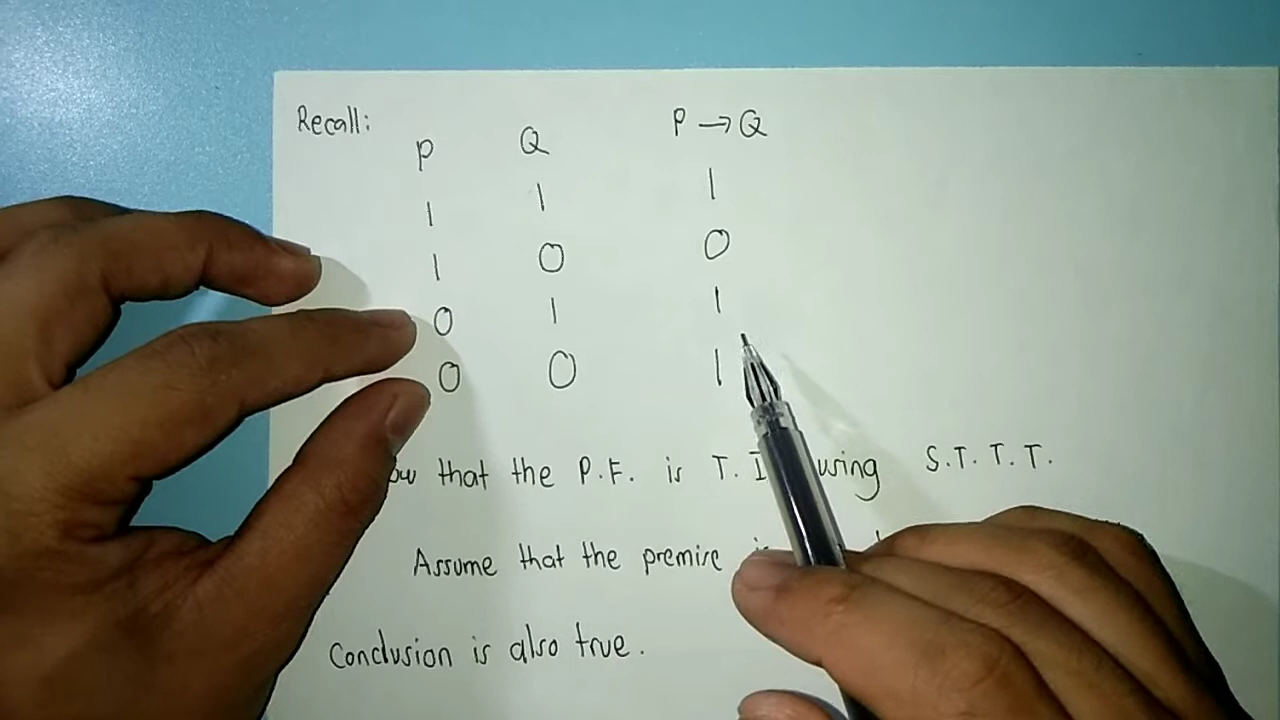 Recall:
P Q P → Q
1 1 1
1 0 0
0 1 1
0 0 1
that the P.F. is using S.T.T.T.
Assume that the premise
Conclusion is also true.